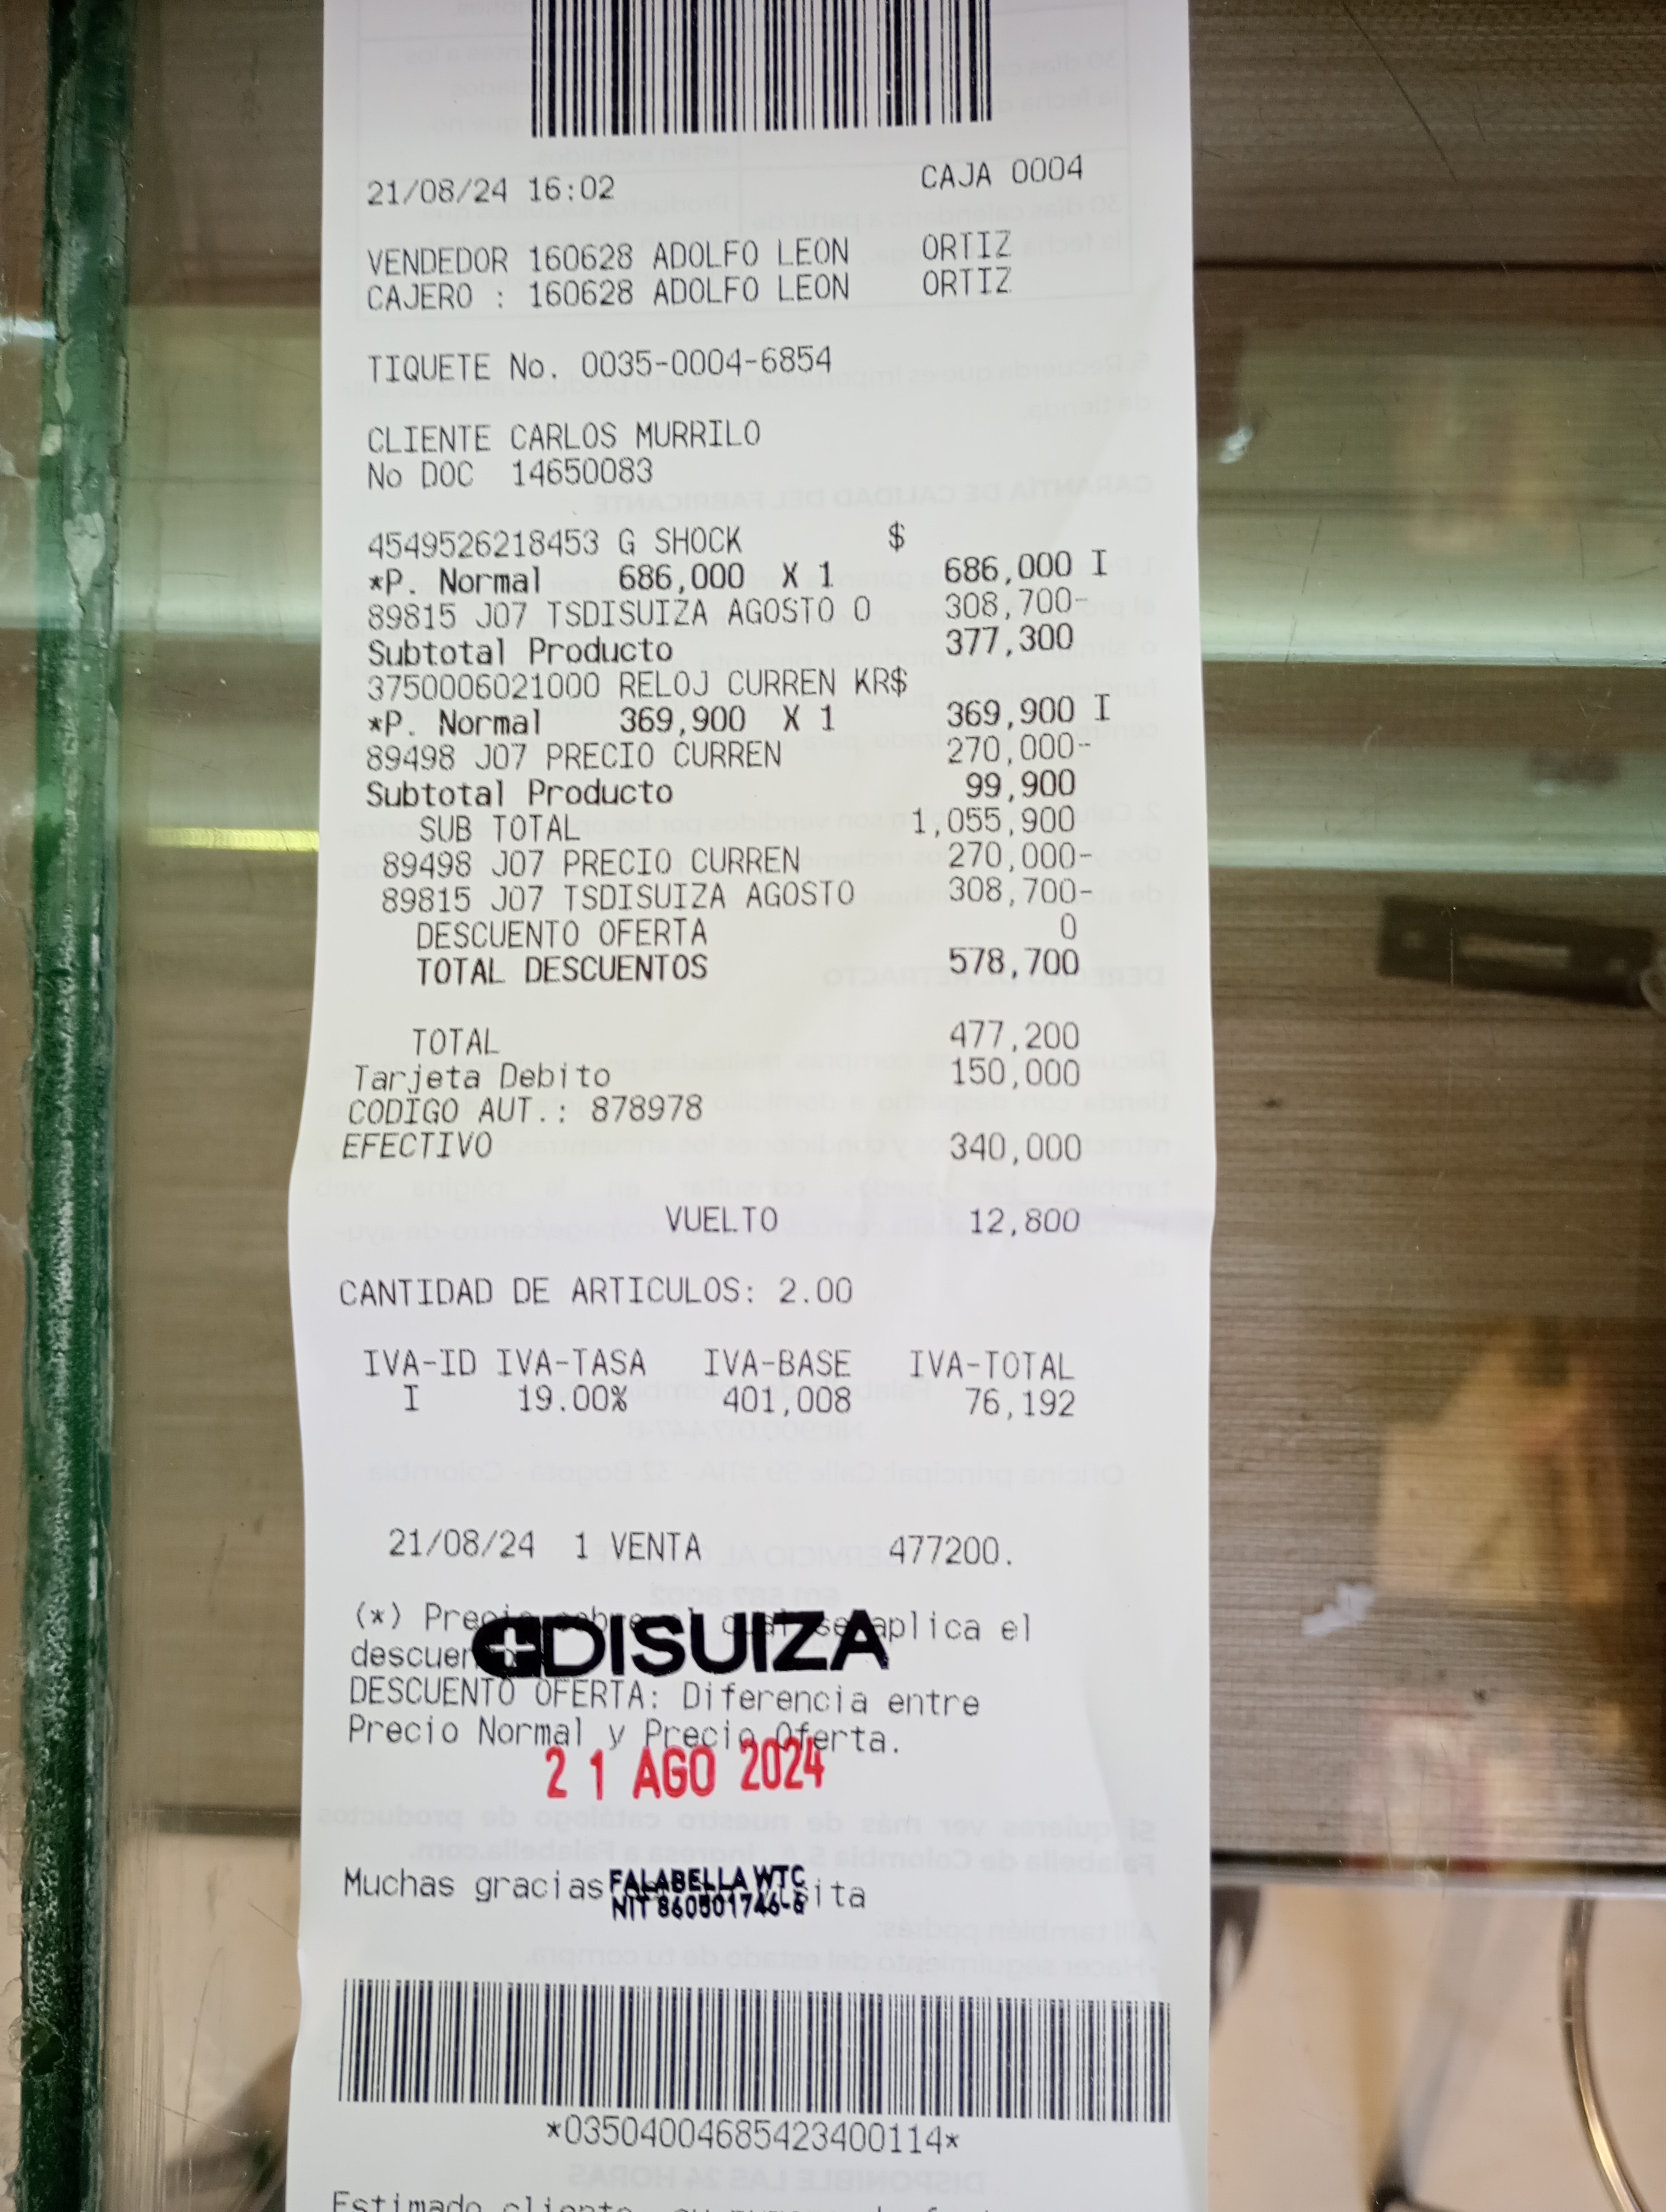 21/08/24 16:02 CAJA 0004
VENDEDOR 160628 ADOLFO LEON ORTIZ
CAJERO : 160628 ADOLFO LEON ORTIZ
TIQUETE No. 0035-0004-6854
CLIENTE CARLOS MURRILO
No DOC 14650083
4549526218453 G SHOCK $
*P. Normal 686,000 X 1 686,000 I
89815 J07 TSDISUIZA AGOSTO O 308,700-
Subtotal Producto 377,300
3750006021000 RELOJ CURREN KR$
*P. Normal 369,900 X 1 369,900 I
89498 J07 PRECIO CURREN 270,000-
Subtotal Producto 99,900
SUB TOTAL 1,055,900
89498 J07 PRECIO CURREN 270,000-
89815 J07 TSDISUIZA AGOSTO 308,700-
DESCUENTO OFERTA 0
TOTAL DESCUENTOS 578,700
TOTAL 477,200
Tarjeta Debito 150,000
CODIGO AUT.: 878978
EFECTIVO 340,000
VUELTO 12,800
CANTIDAD DE ARTICULOS: 2.00
IVA-ID IVA-TASA IVA-BASE IVA-TOTAL
I 19.00% 401,008 76,192
21/08/24 1 VENTA 477200.
(*) Precio sobre el cual se aplica el
DISUIZA
DESCUENTO OFERTA: Diferencia entre
Precio Normal y Precio Oferta.
21 AGO 2024
Muchas gracias
FALABELLA WTC
NIT 860501746-6
*03504004685423400114*
Estimado cliente,